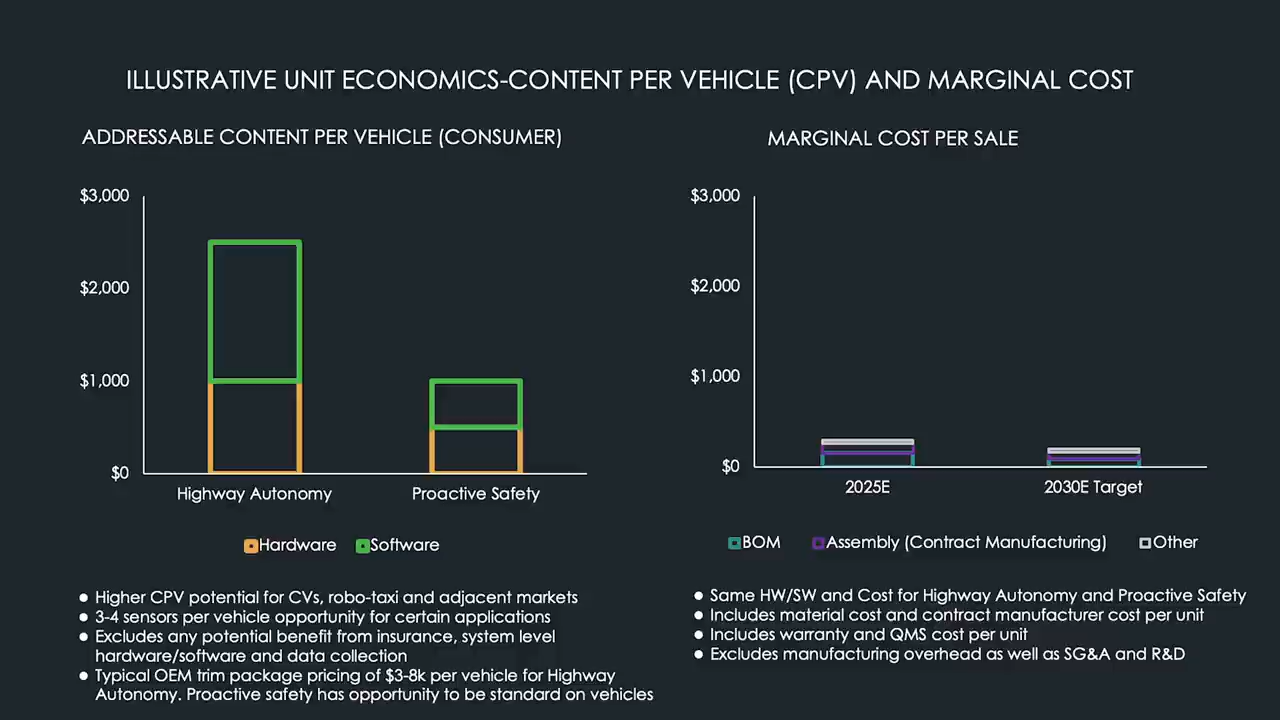 ILLUSTRATIVE UNIT ECONOMICS-CONTENT PER VEHICLE (CPV) AND MARGINAL COST
ADDRESSABLE CONTENT PER VEHICLE (CONSUMER)
$3,000
$2,000
$1,000
$0
Highway Autonomy
Proactive Safety
Hardware
Software
● Higher CPV potential for CVs, robo-taxi and adjacent markets
● 3-4 sensors per vehicle opportunity for certain applications
● Excludes any potential benefit from insurance, system level
hardware/software and data collection
● Typical OEM trim package pricing of $3-8k per vehicle for Highway
Autonomy. Proactive safety has opportunity to be standard on vehicles
MARGINAL COST PER SALE
$3,000
$2,000
$1,000
$0
2025E
2030E Target
BOM
Assembly (Contract Manufacturing)
Other
● Same HW/SW and Cost for Highway Autonomy and Proactive Safety
● Includes material cost and contract manufacturer cost per unit
● Includes warranty and QMS cost per unit
● Excludes manufacturing overhead as well as SG&A and R&D